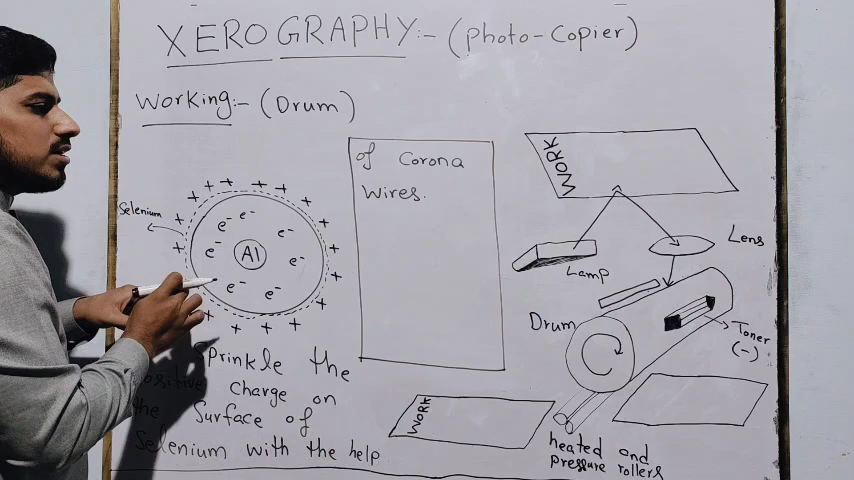 XEROGRAPHY:- (Photo-Copier)
Working:- (Drum)
Selenium
+ + + + + + + + + + + + + + + +
e⁻ e⁻
e⁻ e⁻
Al
e⁻ e⁻
e⁻ e⁻
Sprinkle the
Positive charge on
the Surface of
Selenium with the help
of Corona
Wires.
WORK
Lens
Lamp
Drum
Toner
(-)
WORK
heated and
pressure rollers